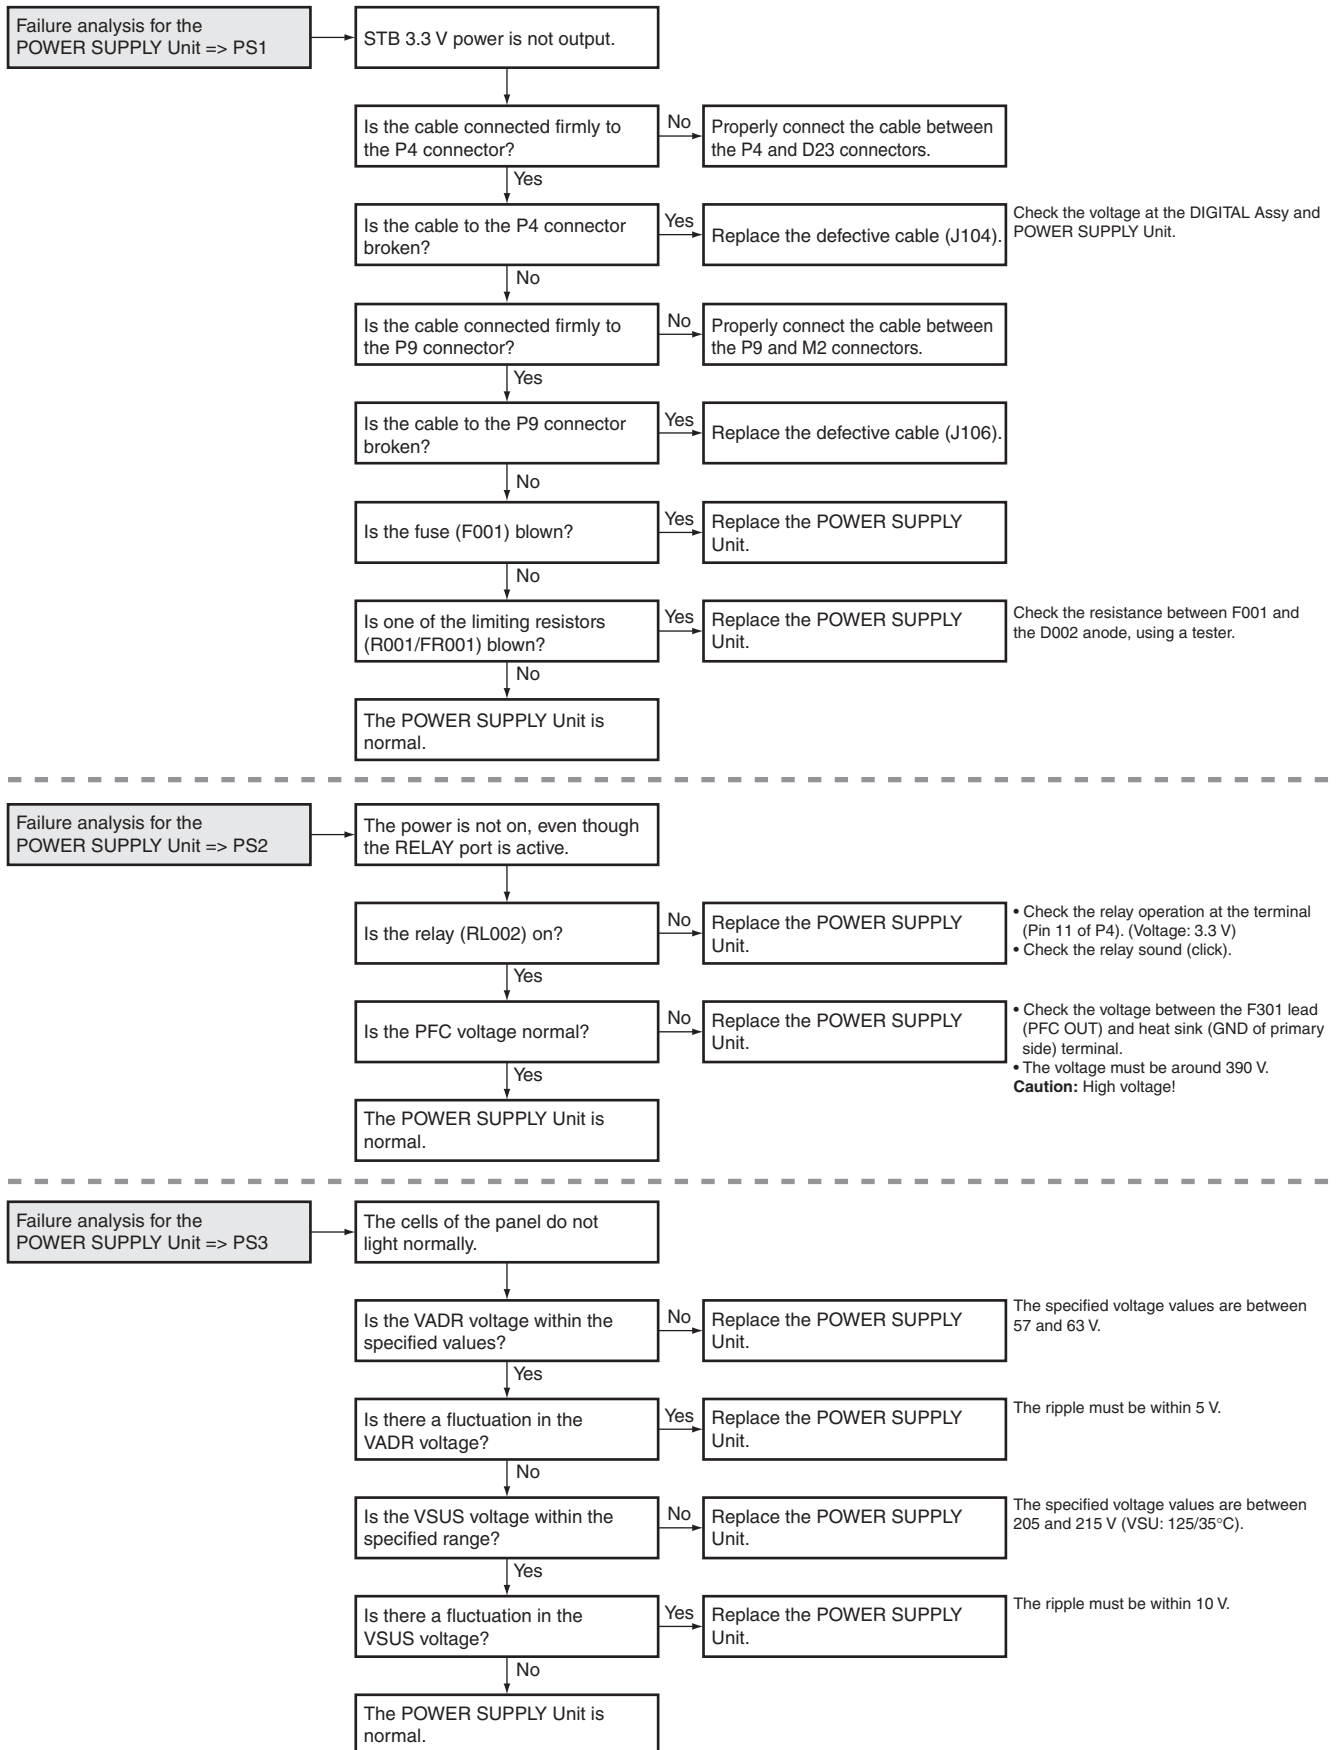 Failure analysis for the
POWER SUPPLY Unit => PS1
STB 3.3 V power is not output.
Is the cable connected firmly to
the P4 connector?
No
Properly connect the cable between
the P4 and D23 connectors.
Yes
Is the cable to the P4 connector
broken?
Yes
Replace the defective cable (J104).
Check the voltage at the DIGITAL Assy and
POWER SUPPLY Unit.
No
Is the cable connected firmly to
the P9 connector?
No
Properly connect the cable between
the P9 and M2 connectors.
Yes
Is the cable to the P9 connector
broken?
Yes
Replace the defective cable (J106).
No
Is the fuse (F001) blown?
Yes
Replace the POWER SUPPLY
Unit.
No
Is one of the limiting resistors
(R001/FR001) blown?
Yes
Replace the POWER SUPPLY
Unit.
Check the resistance between F001 and
the D002 anode, using a tester.
No
The POWER SUPPLY Unit is
normal.
Failure analysis for the
POWER SUPPLY Unit => PS2
The power is not on, even though
the RELAY port is active.
Is the relay (RL002) on?
No
Replace the POWER SUPPLY
Unit.
• Check the relay operation at the terminal
(Pin 11 of P4). (Voltage: 3.3 V)
• Check the relay sound (click).
Yes
Is the PFC voltage normal?
No
Replace the POWER SUPPLY
Unit.
• Check the voltage between the F301 lead
(PFC OUT) and heat sink (GND of primary
side) terminal.
• The voltage must be around 390 V.
Caution: High voltage!
Yes
The POWER SUPPLY Unit is
normal.
Failure analysis for the
POWER SUPPLY Unit => PS3
The cells of the panel do not
light normally.
Is the VADR voltage within the
specified values?
No
Replace the POWER SUPPLY
Unit.
The specified voltage values are between
57 and 63 V.
Yes
Is there a fluctuation in the
VADR voltage?
Yes
Replace the POWER SUPPLY
Unit.
The ripple must be within 5 V.
No
Is the VSUS voltage within the
specified range?
No
Replace the POWER SUPPLY
Unit.
The specified voltage values are between
205 and 215 V (VSU: 125/35°C).
Yes
Is there a fluctuation in the
VSUS voltage?
Yes
Replace the POWER SUPPLY
Unit.
The ripple must be within 10 V.
No
The POWER SUPPLY Unit is
normal.